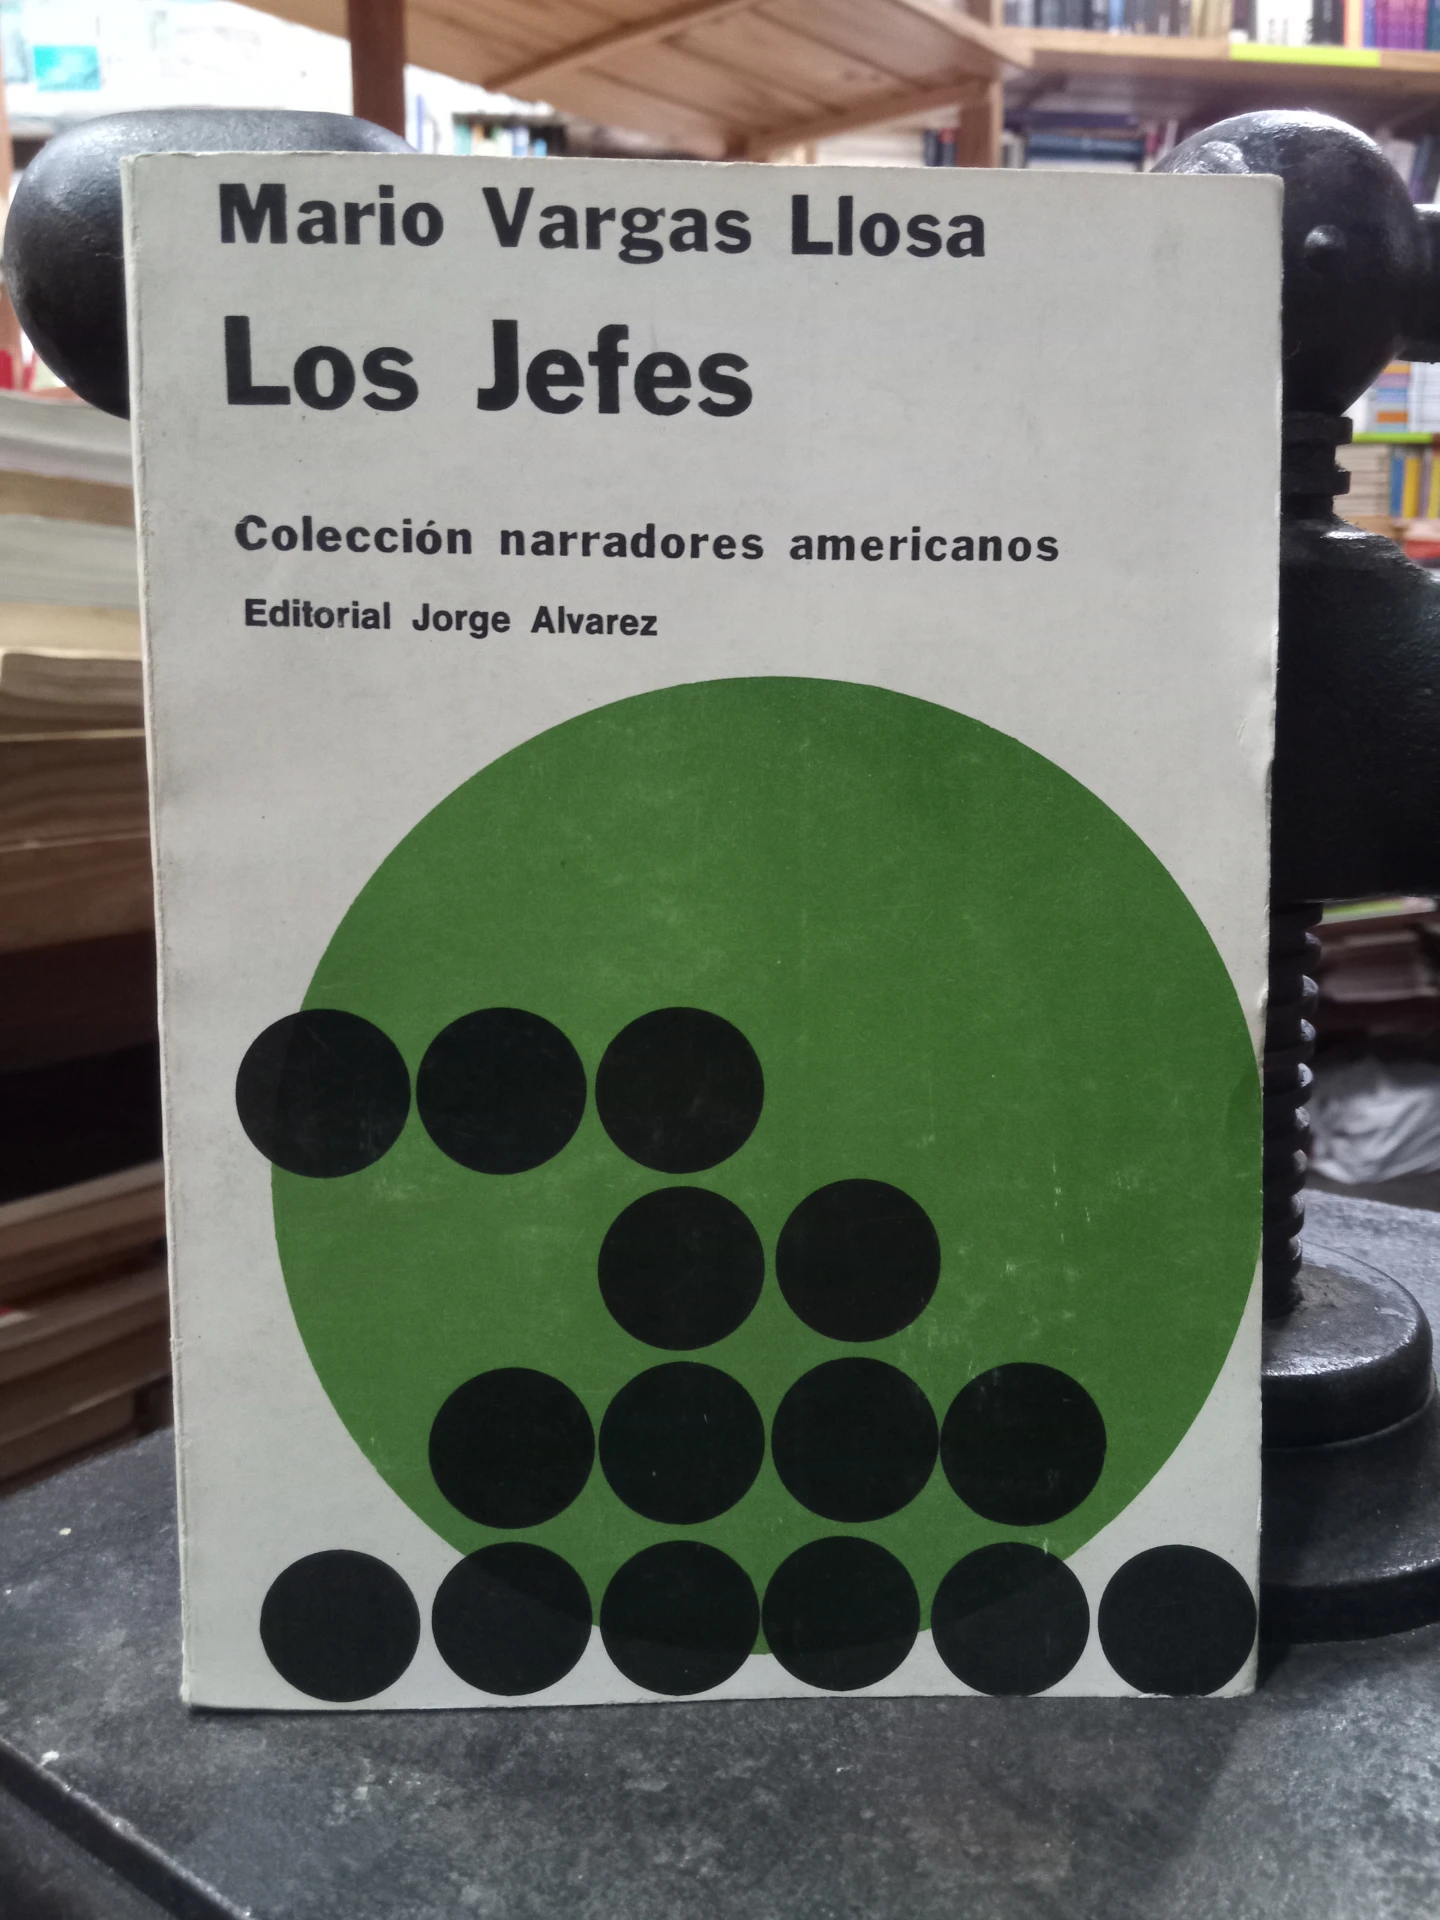 Mario Vargas Llosa
Los Jefes
Colección narradores americanos
Editorial Jorge Alvarez